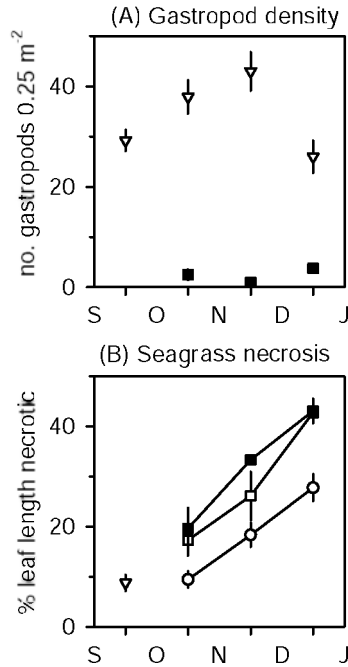 (A) Gastropod density
no. gastropods 0.25 m-2
40
20
0
S O N D J
(B) Seagrass necrosis
% leaf length necrotic
40
20
0
S O N D J